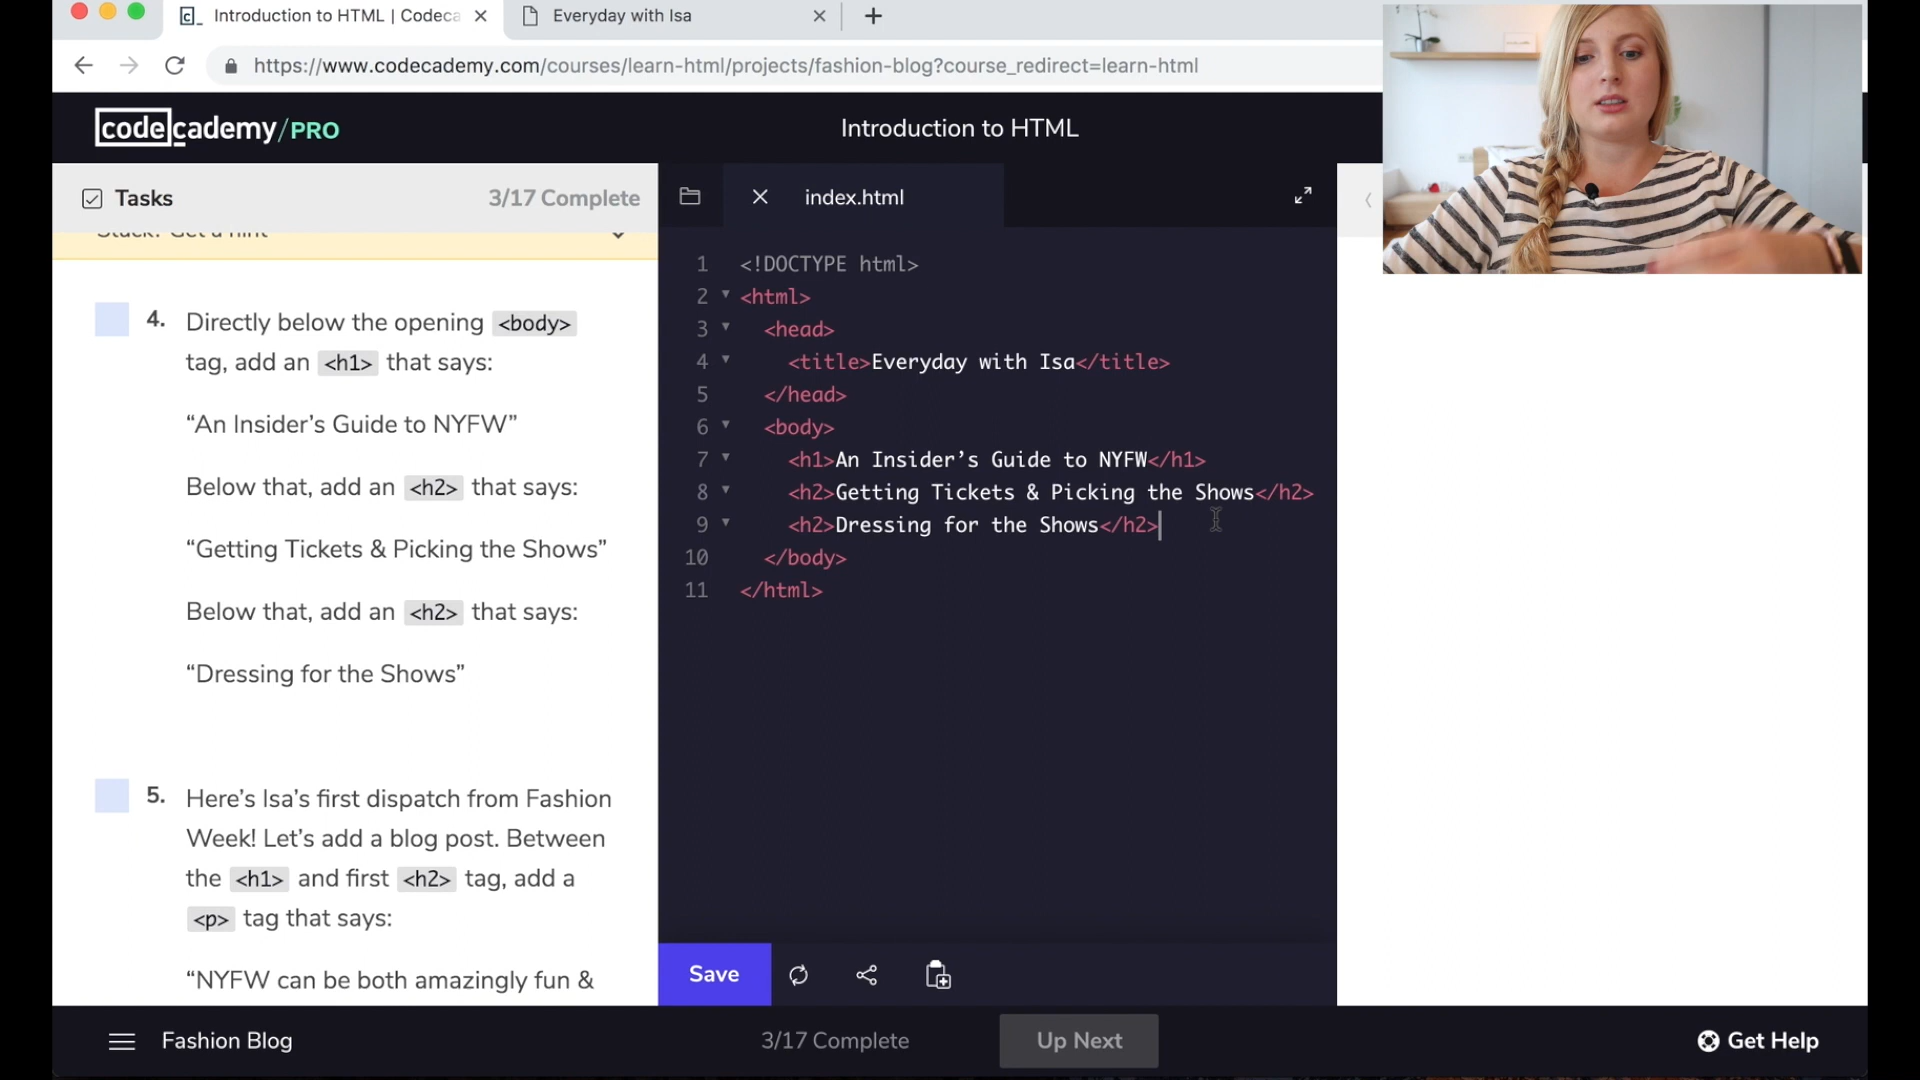 Introduction to HTML | Codeca
Everyday with Isa
https://www.codecademy.com/courses/learn-html/projects/fashion-blog?course_redirect=learn-html
codecademy/PRO
Introduction to HTML
Tasks
3/17 Complete
index.html
Stuck? Get a hint
4. Directly below the opening <body>
tag, add an <h1> that says:
“An Insider’s Guide to NYFW”
Below that, add an <h2> that says:
“Getting Tickets & Picking the Shows”
Below that, add an <h2> that says:
“Dressing for the Shows”
5. Here’s Isa’s first dispatch from Fashion
Week! Let’s add a blog post. Between
the <h1> and first <h2> tag, add a
<p> tag that says:
“NYFW can be both amazingly fun &
1 <!DOCTYPE html>
2 <html>
3 <head>
4 <title>Everyday with Isa</title>
5 </head>
6 <body>
7 <h1>An Insider’s Guide to NYFW</h1>
8 <h2>Getting Tickets & Picking the Shows</h2>
9 <h2>Dressing for the Shows</h2>
10 </body>
11 </html>
Save
Fashion Blog
3/17 Complete
Up Next
Get Help